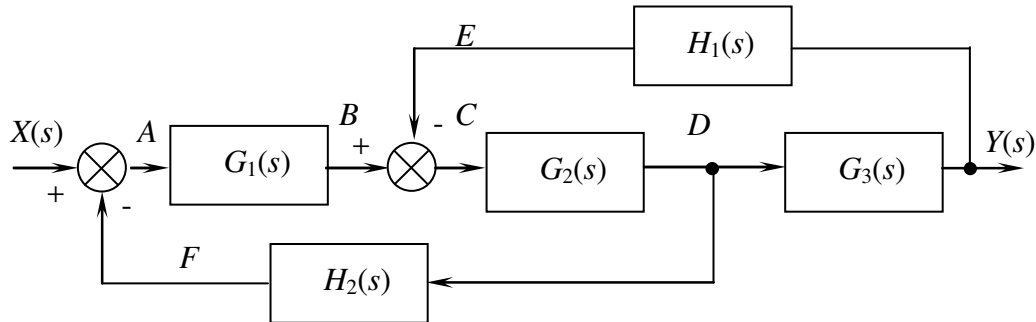 E
H₁(s)
X(s)
A
B
C
D
Y(s)
+
-
G₁(s)
G₂(s)
G₃(s)
+
-
F
H₂(s)